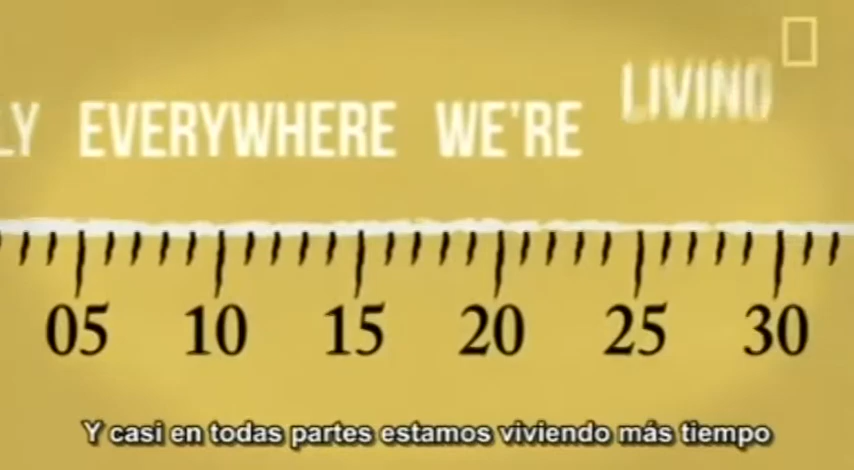 LY EVERYWHERE WE'RE LIVING
05 10 15 20 25 30
Y casi en todas partes estamos viviendo más tiempo